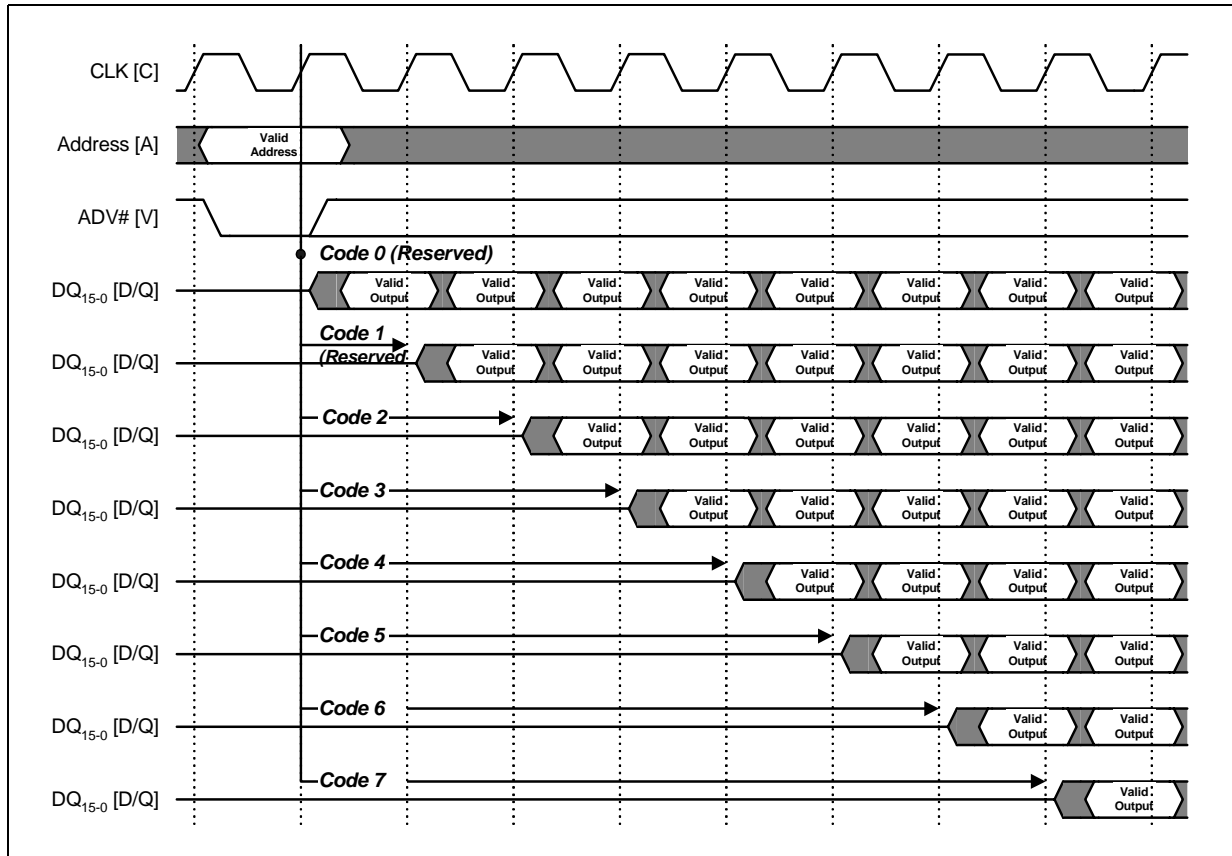 CLK [C]
Address [A]
Valid
Address
ADV# [V]
Code 0 (Reserved)
DQ15-0 [D/Q]
Valid Output Valid Output Valid Output Valid Output Valid Output Valid Output Valid Output Valid Output
Code 1
(Reserved
DQ15-0 [D/Q]
Valid Output Valid Output Valid Output Valid Output Valid Output Valid Output Valid Output
Code 2
DQ15-0 [D/Q]
Valid Output Valid Output Valid Output Valid Output Valid Output Valid Output
Code 3
DQ15-0 [D/Q]
Valid Output Valid Output Valid Output Valid Output Valid Output
Code 4
DQ15-0 [D/Q]
Valid Output Valid Output Valid Output Valid Output
Code 5
DQ15-0 [D/Q]
Valid Output Valid Output Valid Output
Code 6
DQ15-0 [D/Q]
Valid Output Valid Output
Code 7
DQ15-0 [D/Q]
Valid Output